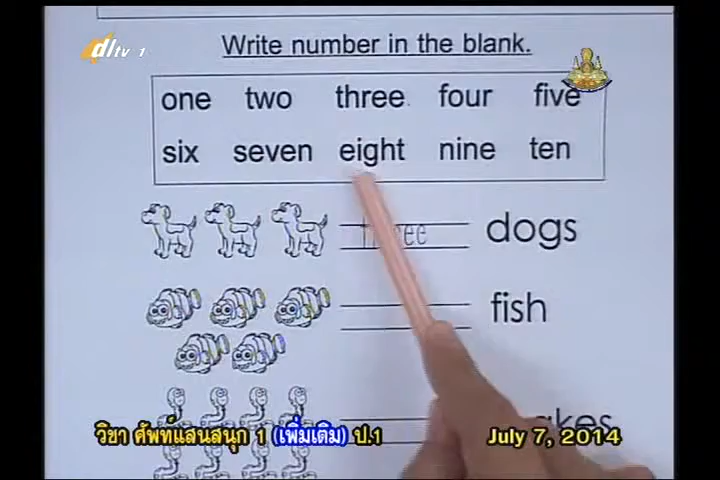 dltv 1
Write number in the blank.
one two three four five
six seven eight nine ten
three dogs
fish
akes
วิชา ศัพท์แสนสนุก 1 (เพิ่มเติม) ป.1
July 7, 2014